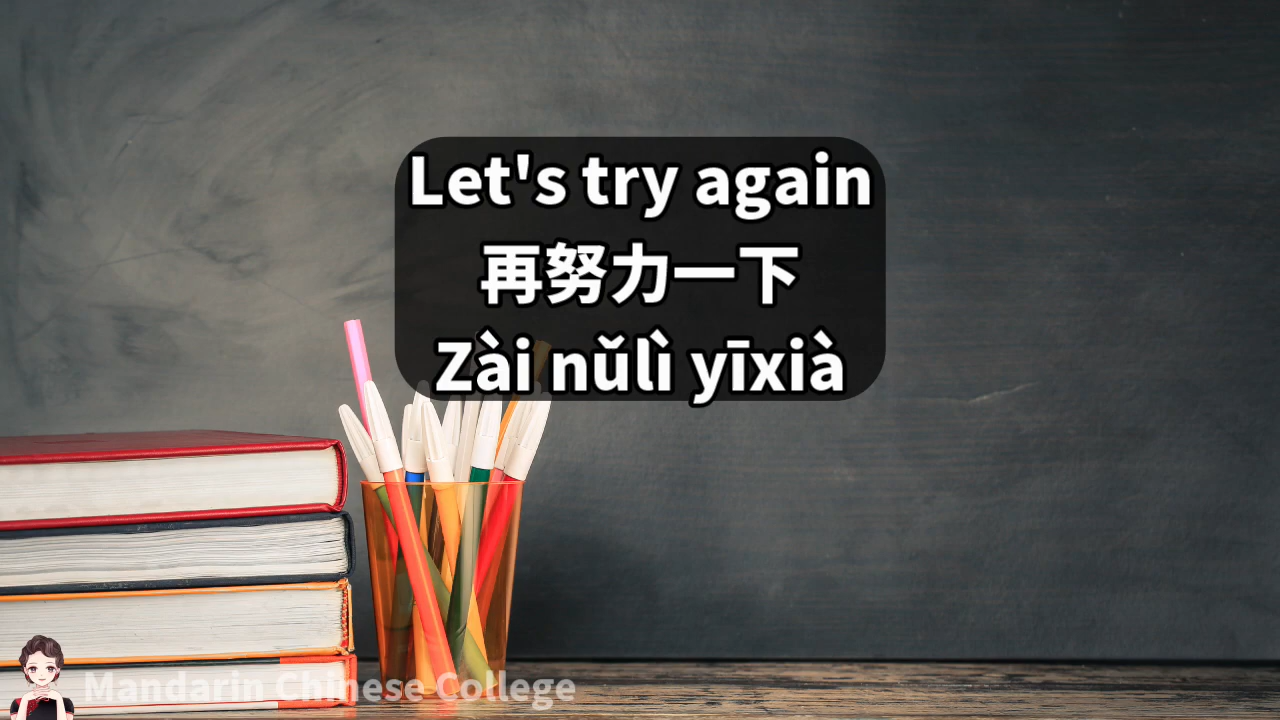 Let's try again
再努力一下
Zài nǔlì yīxià
Mandarin Chinese College